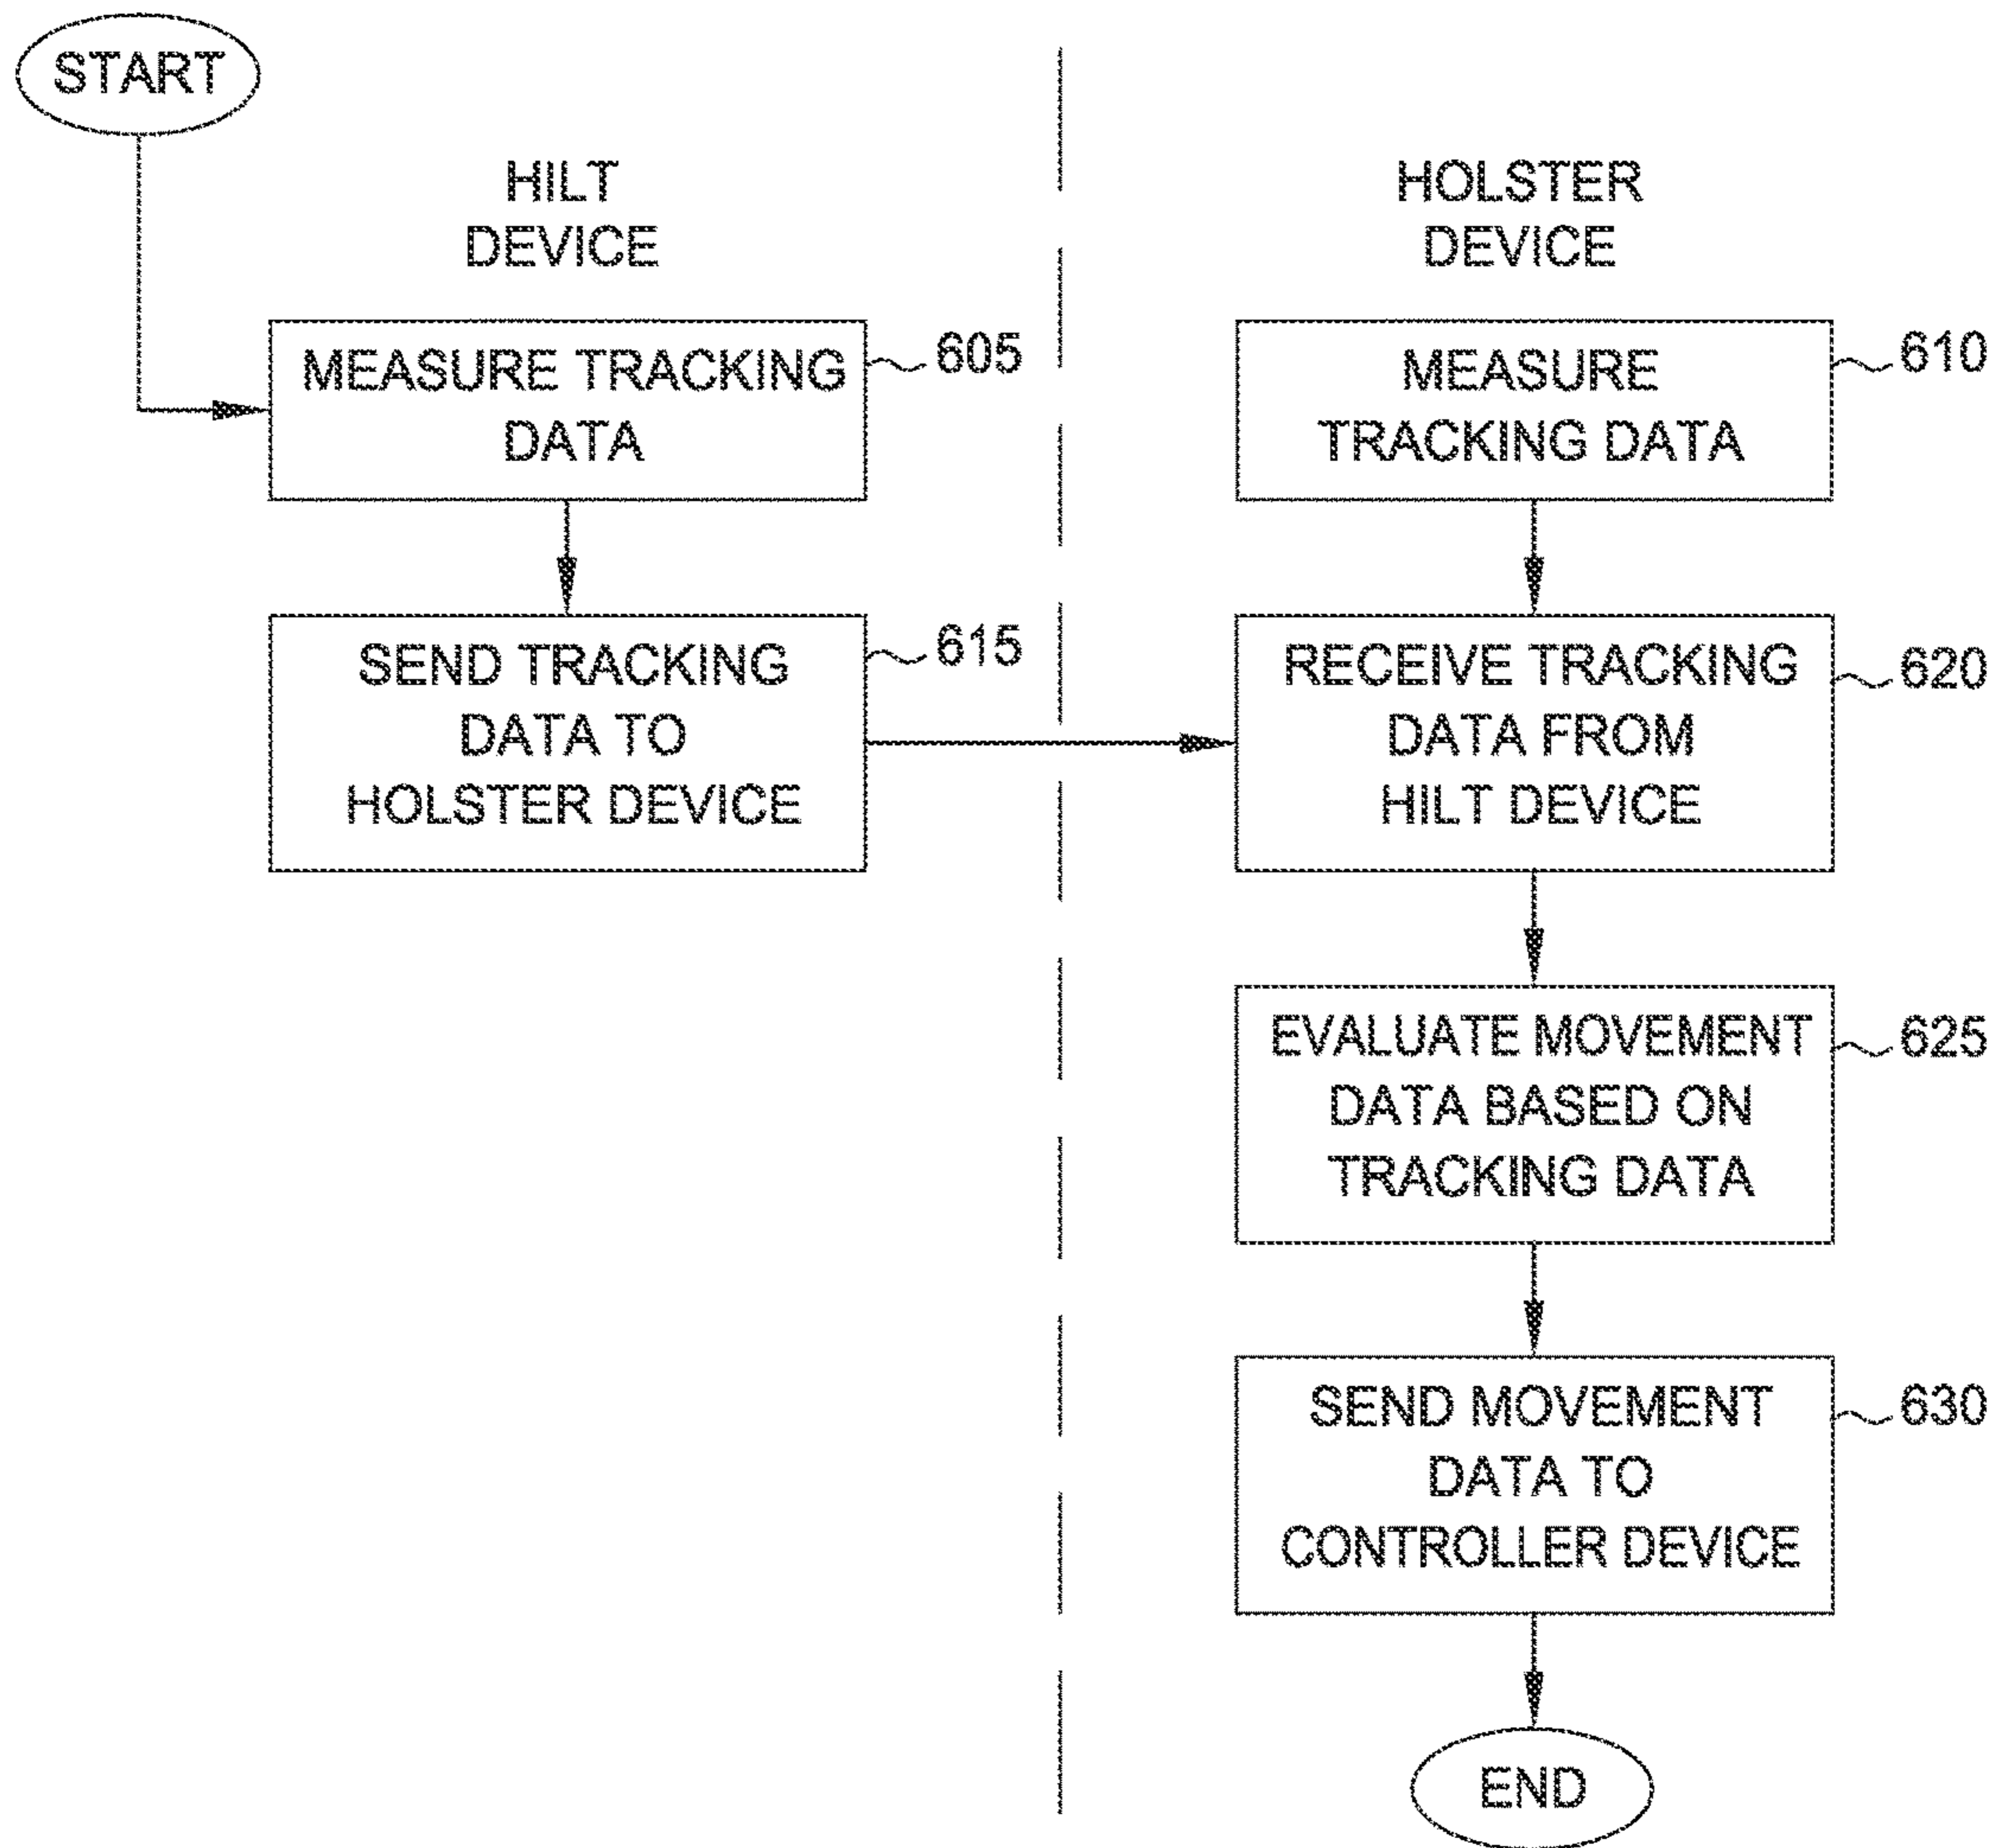 START
HILT
DEVICE
HOLSTER
DEVICE
MEASURE TRACKING
DATA
605
MEASURE
TRACKING DATA
610
SEND TRACKING
DATA TO
HOLSTER DEVICE
615
RECEIVE TRACKING
DATA FROM
HILT DEVICE
620
EVALUATE MOVEMENT
DATA BASED ON
TRACKING DATA
625
SEND MOVEMENT
DATA TO
CONTROLLER DEVICE
630
END